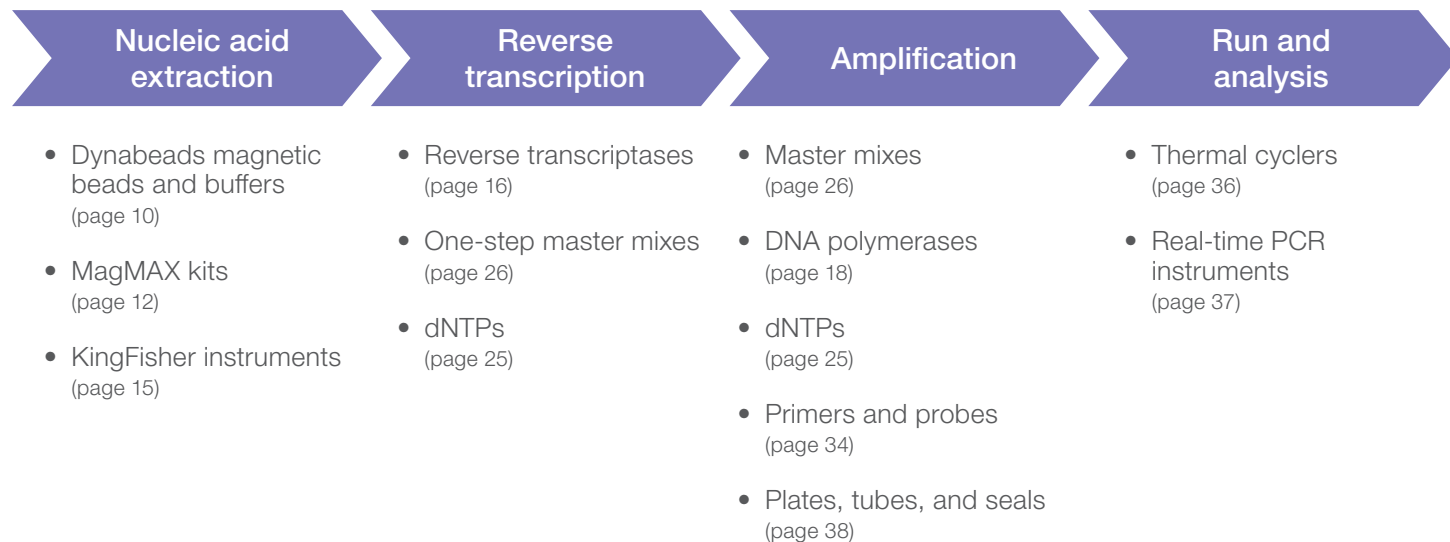 Nucleic acid
extraction
Reverse
transcription
Amplification
Run and
analysis
• Dynabeads magnetic
beads and buffers
(page 10)
• MagMAX kits
(page 12)
• KingFisher instruments
(page 15)
• Reverse transcriptases
(page 16)
• One-step master mixes
(page 26)
• dNTPs
(page 25)
• Master mixes
(page 26)
• DNA polymerases
(page 18)
• dNTPs
(page 25)
• Primers and probes
(page 34)
• Plates, tubes, and seals
(page 38)
• Thermal cyclers
(page 36)
• Real-time PCR
instruments
(page 37)